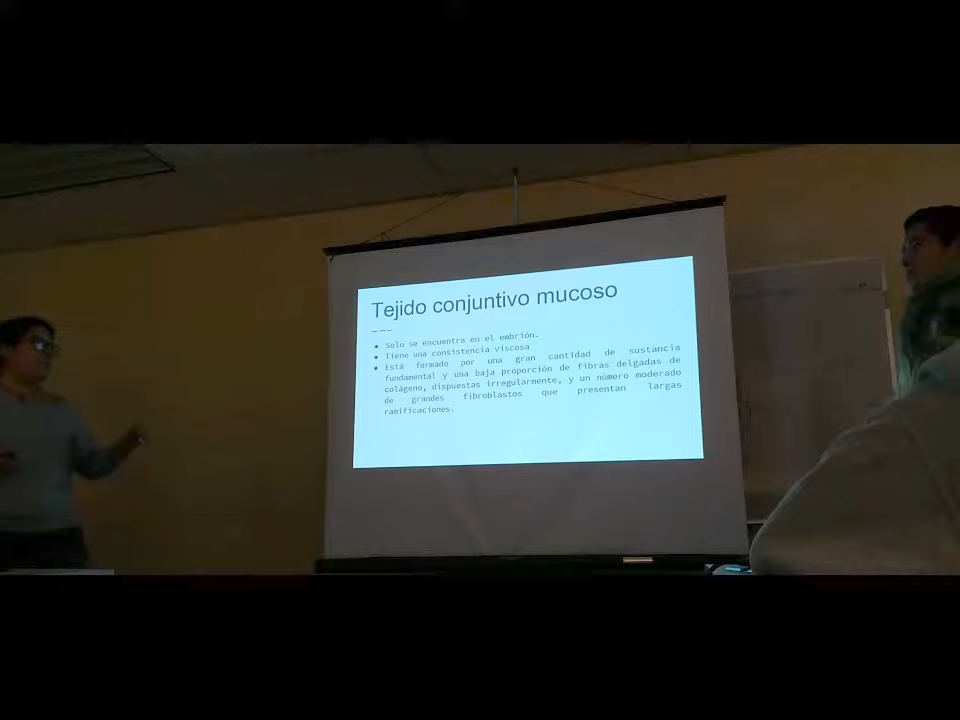 Tejido conjuntivo mucoso
Solo se encuentra en el embrión.
Tiene una consistencia viscosa
Está formado por una gran cantidad de sustancia
fundamental y una baja proporción de fibras delgadas de
colágeno, dispuestas irregularmente, y un número moderado
de grandes fibroblastos que presentan largas
ramificaciones.